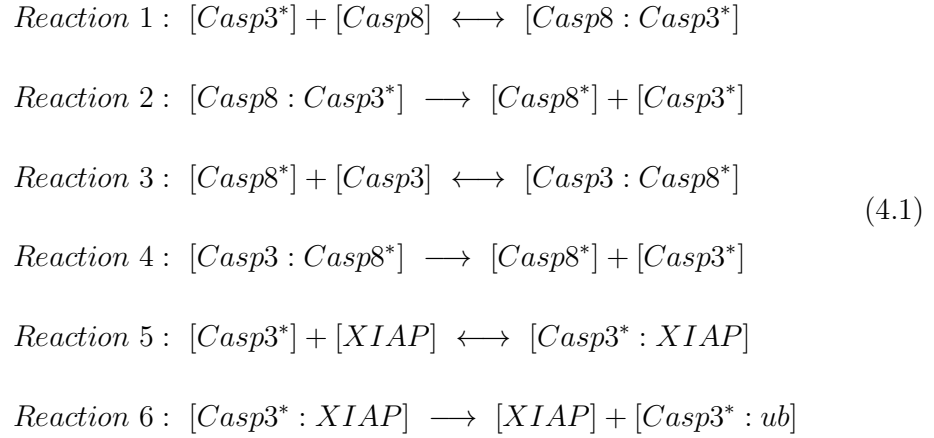 Reaction 1 : [Casp3*] + [Casp8] ⟷ [Casp8 : Casp3*]
Reaction 2 : [Casp8 : Casp3*] ⟶ [Casp8*] + [Casp3*]
Reaction 3 : [Casp8*] + [Casp3] ⟷ [Casp3 : Casp8*]
(4.1)
Reaction 4 : [Casp3 : Casp8*] ⟶ [Casp8*] + [Casp3*]
Reaction 5 : [Casp3*] + [XIAP] ⟷ [Casp3* : XIAP]
Reaction 6 : [Casp3* : XIAP] ⟶ [XIAP] + [Casp3* : ub]